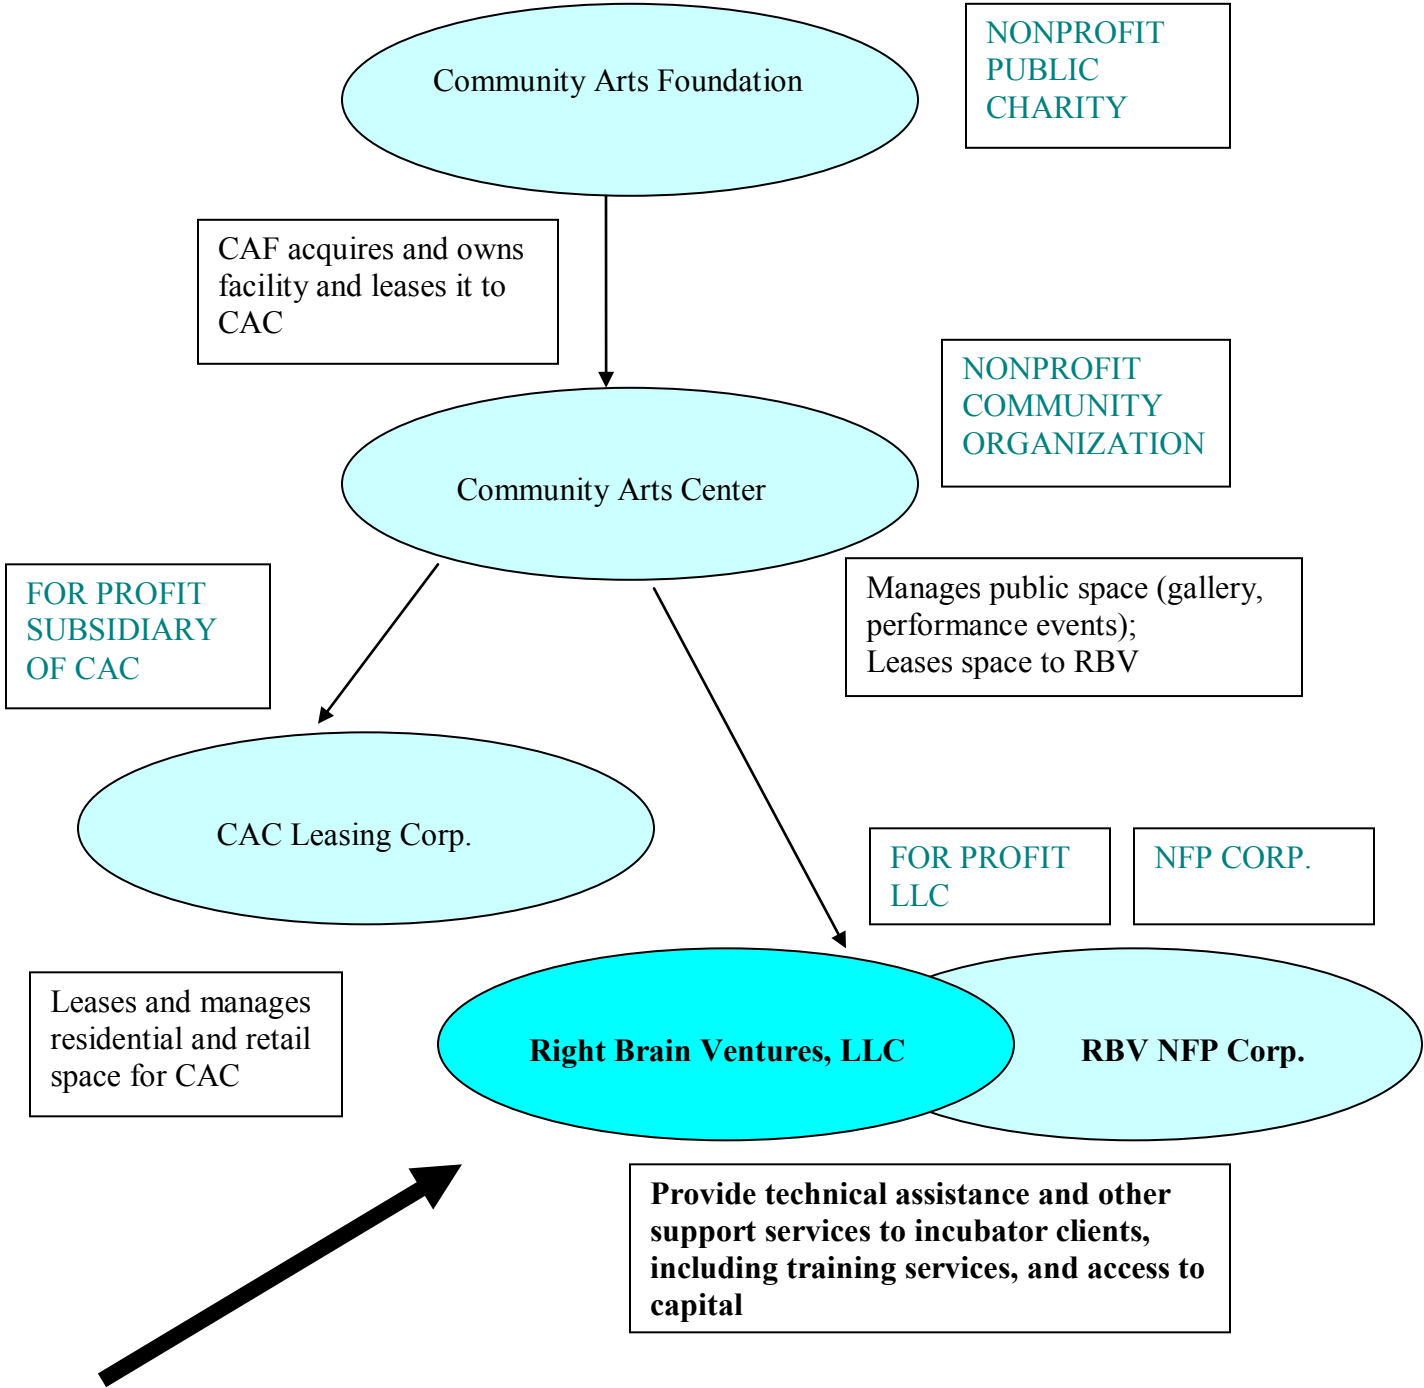 Community Arts Foundation
NONPROFIT
PUBLIC
CHARITY
CAF acquires and owns
facility and leases it to
CAC
NONPROFIT
COMMUNITY
ORGANIZATION
Community Arts Center
FOR PROFIT
SUBSIDIARY
OF CAC
Manages public space (gallery,
performance events);
Leases space to RBV
CAC Leasing Corp.
FOR PROFIT
LLC
NFP CORP.
Leases and manages
residential and retail
space for CAC
Right Brain Ventures, LLC
RBV NFP Corp.
Provide technical assistance and other
support services to incubator clients,
including training services, and access to
capital